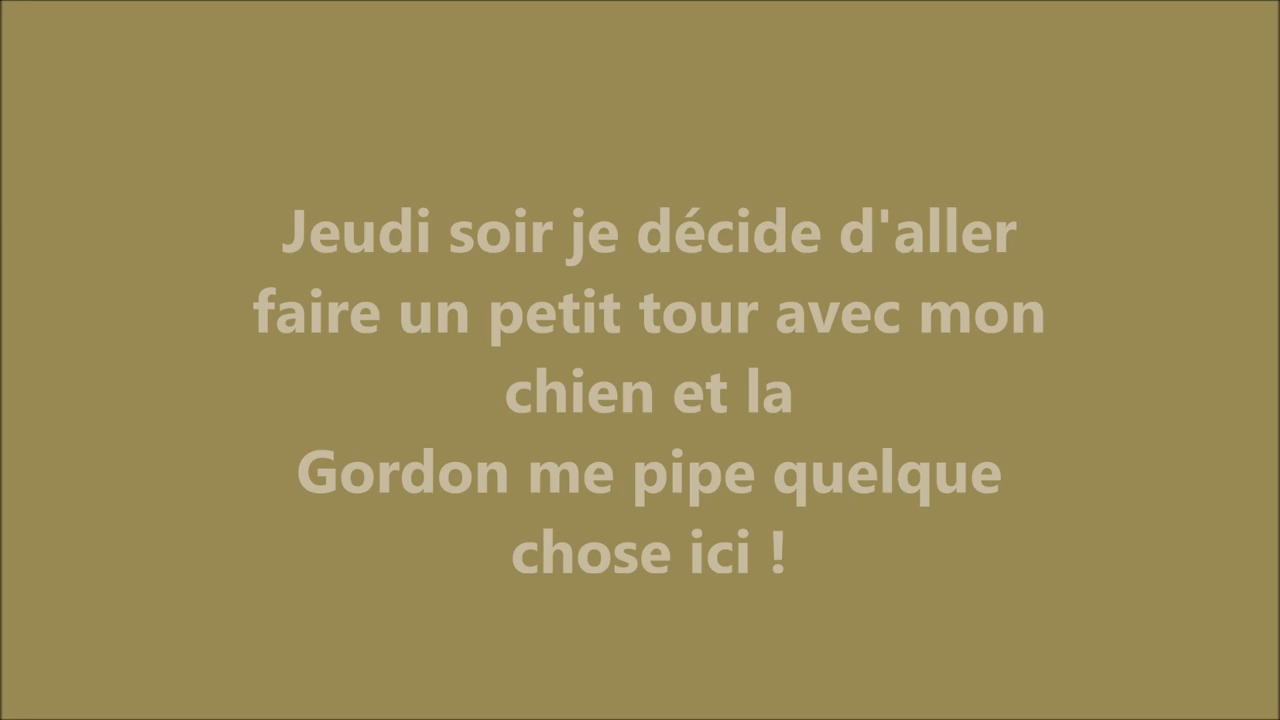 Jeudi soir je décide d'aller
faire un petit tour avec mon
chien et la
Gordon me pipe quelque
chose ici !